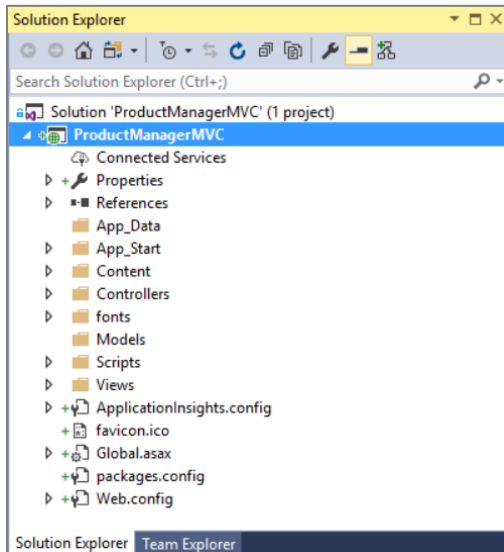 Solution Explorer
Search Solution Explorer (Ctrl+;)
Solution 'ProductManagerMVC' (1 project)
ProductManagerMVC
Connected Services
Properties
References
App_Data
App_Start
Content
Controllers
fonts
Models
Scripts
Views
ApplicationInsights.config
favicon.ico
Global.asax
packages.config
Web.config
Solution Explorer Team Explorer